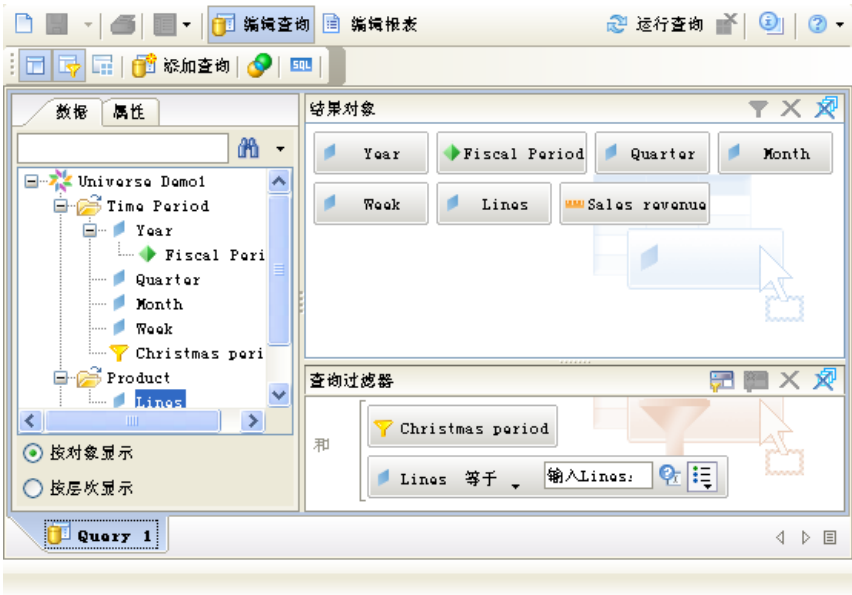 编辑查询 编辑报表 运行查询
添加查询 SQL
数据 属性
Universe Demo1
Time Period
Year
Fiscal Peri
Quarter
Month
Week
Christmas peri
Product
Lines
按对象显示
按层次显示
结果对象
Year Fiscal Period Quarter Month
Week Lines Sales revenue
查询过滤器
和
Christmas period
Lines 等于 输入Lines:
Query 1